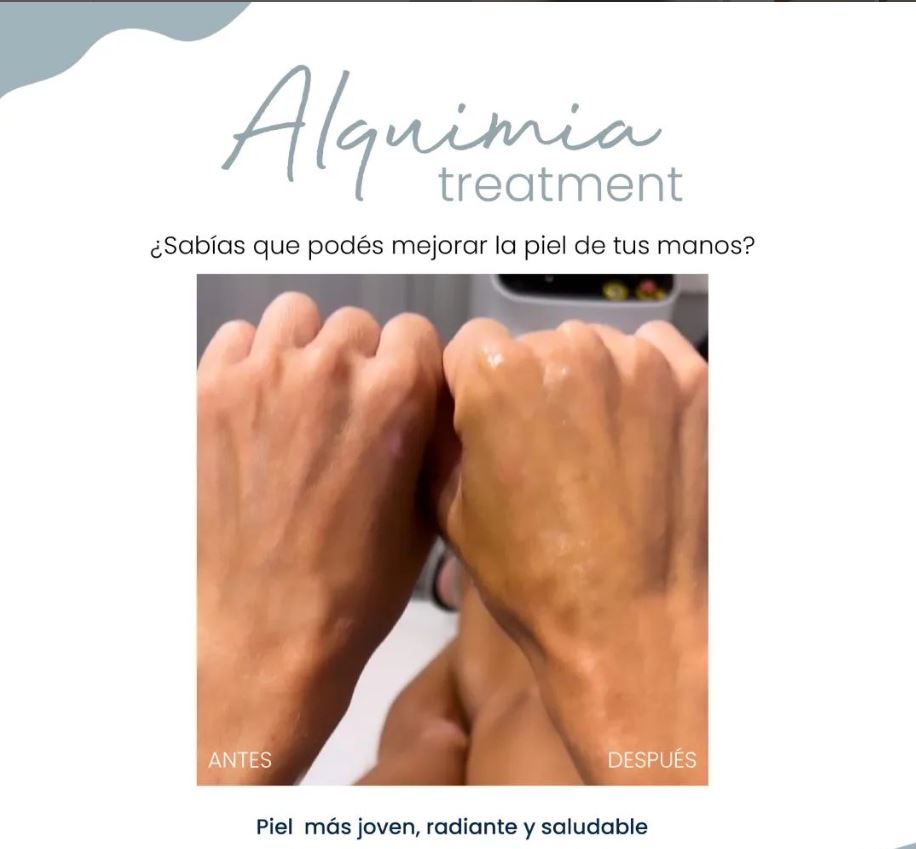 Alquimia
treatment
¿Sabías que podés mejorar la piel de tus manos?
ANTES
DESPUÉS
Piel más joven, radiante y saludable